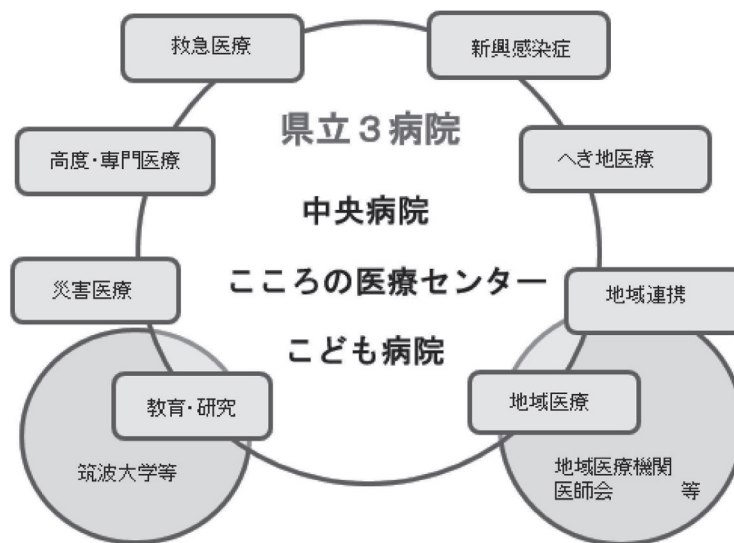 救急医療
新興感染症
県立３病院
高度・専門医療
へき地医療
中央病院
こころの医療センター
災害医療
地域連携
こども病院
教育・研究
地域医療
筑波大学等
地域医療機関
医師会　　　等